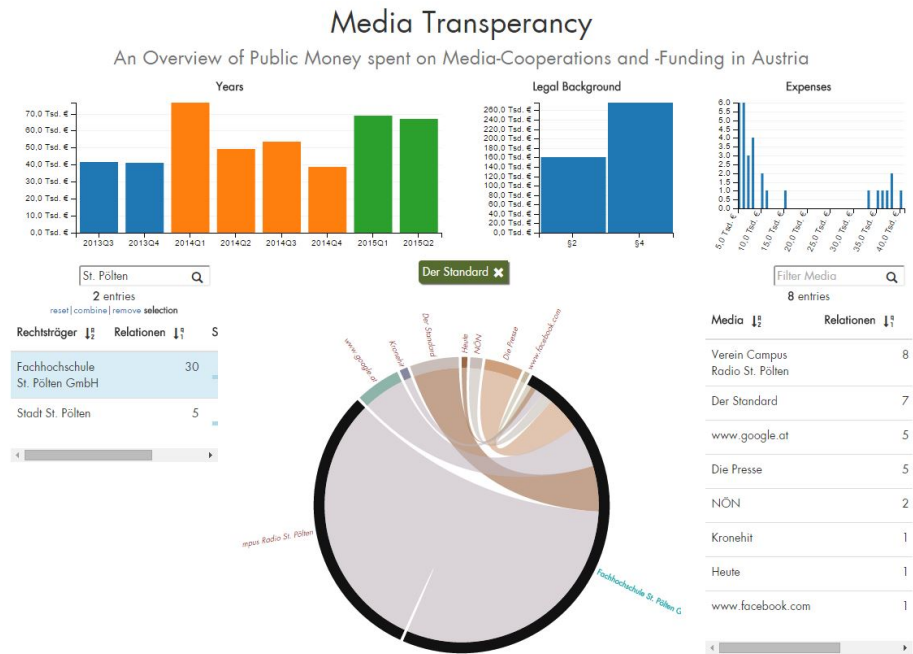 Media Transperancy
An Overview of Public Money spent on Media-Cooperations and -Funding in Austria
Years
70,0 Tsd. €
60,0 Tsd. €
50,0 Tsd. €
40,0 Tsd. €
30,0 Tsd. €
20,0 Tsd. €
10,0 Tsd. €
0,0 Tsd. €
2013Q3 2013Q4 2014Q1 2014Q2 2014Q3 2014Q4 2015Q1 2015Q2
Legal Background
260,0 Tsd. €
240,0 Tsd. €
220,0 Tsd. €
200,0 Tsd. €
180,0 Tsd. €
160,0 Tsd. €
140,0 Tsd. €
120,0 Tsd. €
100,0 Tsd. €
80,0 Tsd. €
60,0 Tsd. €
40,0 Tsd. €
20,0 Tsd. €
0,0 Tsd. €
§2 §4
Expenses
6.0
5.5
5.0
4.5
4.0
3.5
3.0
2.5
2.0
1.5
1.0
0.5
0.0
5,0 Tsd. € 10,0 Tsd. € 15,0 Tsd. € 20,0 Tsd. € 25,0 Tsd. € 30,0 Tsd. € 35,0 Tsd. € 40,0 Tsd. €
St. Pölten
2 entries
reset|combine|remove selection
Rechtsträger Relationen S
Fachhochschule 30
St. Pölten GmbH
Stadt St. Pölten 5
Der Standard ✖
www.google.at
Kronehit
Der Standard
Heute
NÖN
Die Presse
www.facebook.com
mpus Radio St. Pölten
Fachhochschule St. Pölten G
Filter Media
8 entries
Media Relationen
Verein Campus 8
Radio St. Pölten
Der Standard 7
www.google.at 5
Die Presse 5
NÖN 2
Kronehit 1
Heute 1
www.facebook.com 1